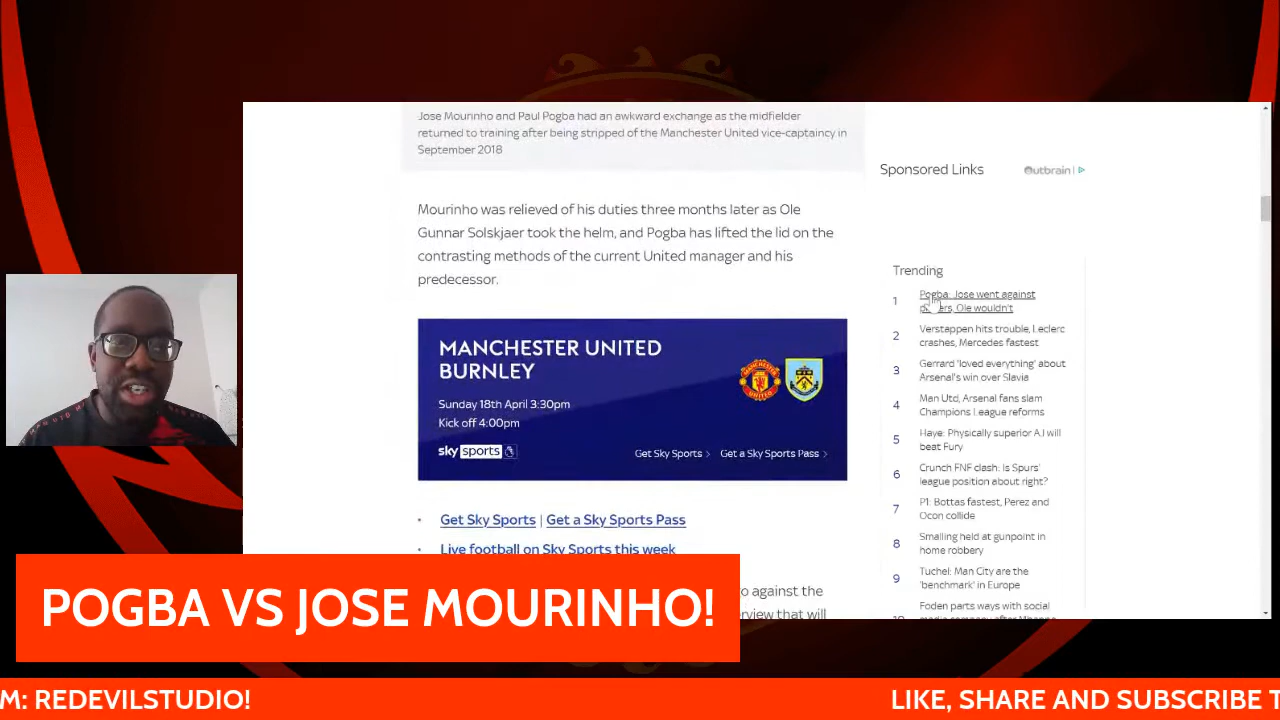 Jose Mourinho and Paul Pogba had an awkward exchange as the midfielder
returned to training after being stripped of the Manchester United vice-captaincy in
September 2018
Mourinho was relieved of his duties three months later as Ole
Gunnar Solskjaer took the helm, and Pogba has lifted the lid on the
contrasting methods of the current United manager and his
predecessor.
MANCHESTER UNITED
BURNLEY
Sunday 18th April 3:30pm
Kick off 4:00pm
sky sports
Get Sky Sports
Get a Sky Sports Pass
Get Sky Sports | Get a Sky Sports Pass
Live football on Sky Sports this week
against the
that will
Sponsored Links
Outbrain
Trending
1 Pogba: Jose went against
Ole wouldn't
2 Verstappen hits trouble, Leclerc
crashes, Mercedes fastest
3 Gerrard 'loved everything' about
Arsenal's win over Slavia
4 Man Utd, Arsenal fans slam
Champions League reforms
5 Haye: Physically superior AJ will
beat Fury
6 Crunch FNF clash: Is Spurs'
league position about right?
7 P1: Bottas fastest, Perez and
Ocon collide
8 Smalling held at gunpoint in
home robbery
9 Tuchel: Man City are the
'benchmark' in Europe
Foden parts ways with social
POGBA VS JOSE MOURINHO!
M: REDEVILSTUDIO!
LIKE, SHARE AND SUBSCRIBE T